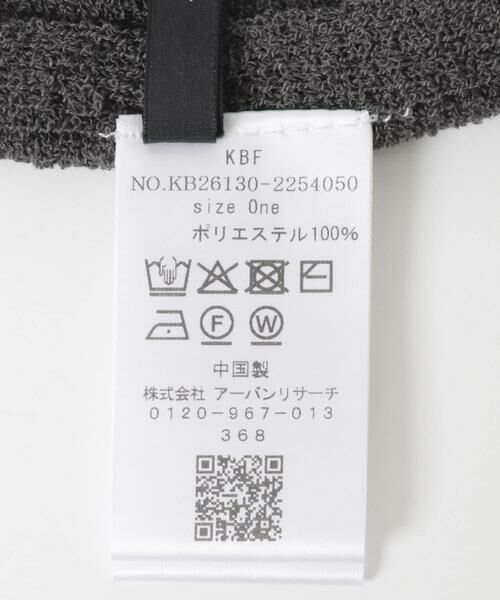 KBF
NO.KB26130-2254050
size One
ポリエステル100%
F W
中国製
株式会社 アーバンリサーチ
0120-967-013
368